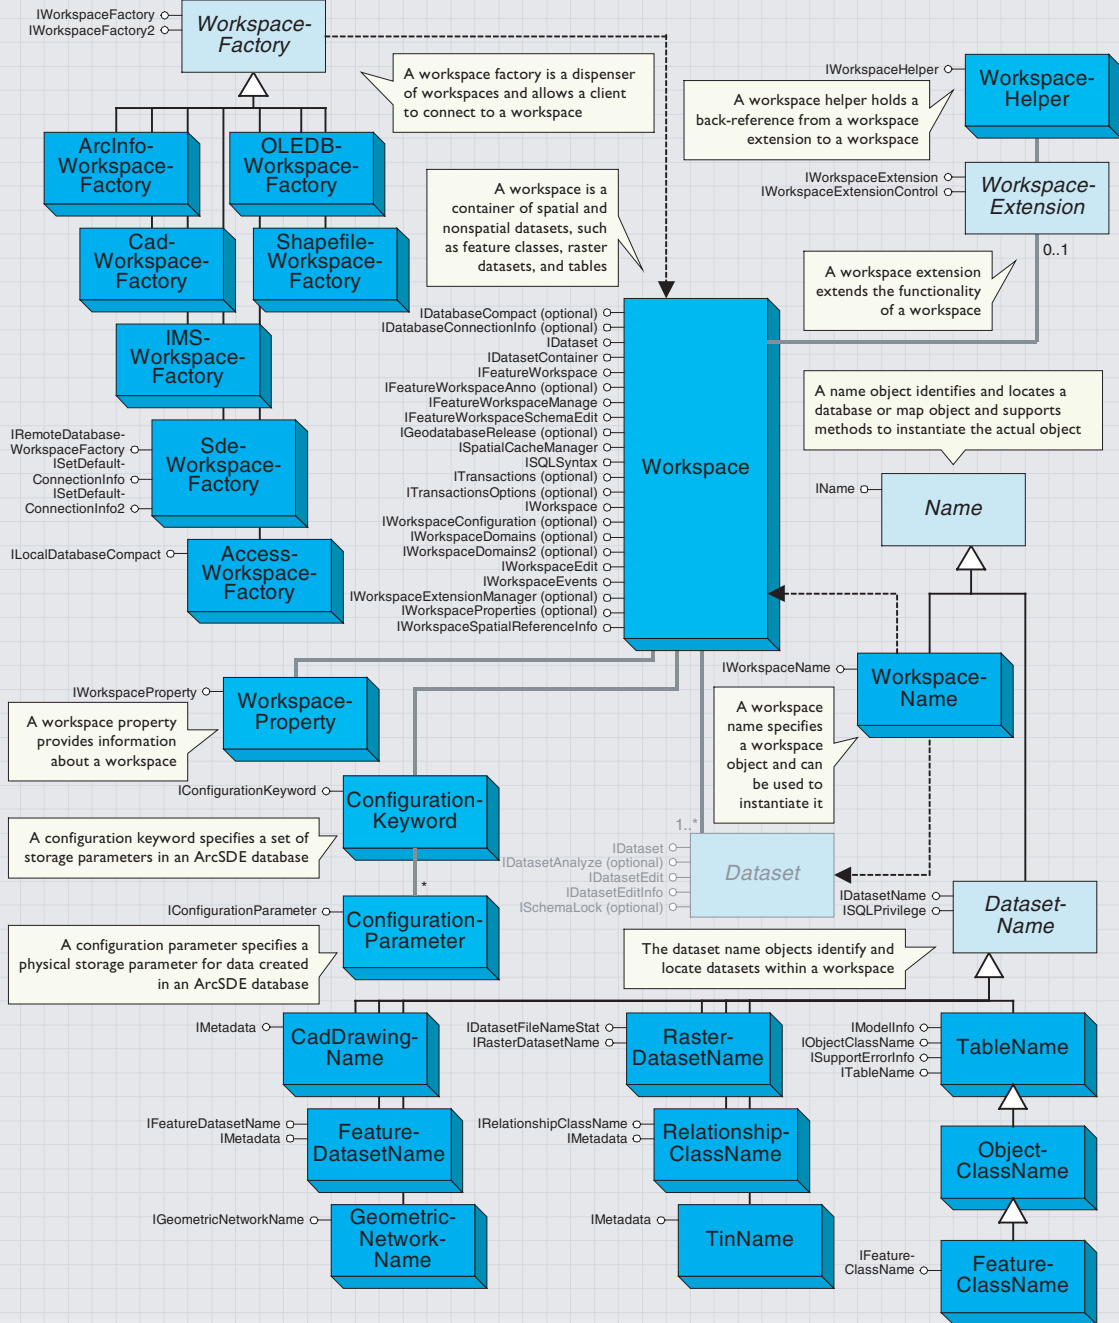 IWorkspaceFactory
IWorkspaceFactory2
Workspace-
Factory
A workspace factory is a dispenser
of workspaces and allows a client
to connect to a workspace
IWorkspaceHelper
Workspace-
Helper
A workspace helper holds a
back-reference from a workspace
extension to a workspace
ArcInfo-
Workspace-
Factory
OLEDB-
Workspace-
Factory
Cad-
Workspace-
Factory
Shapefile-
Workspace-
Factory
IMS-
Workspace-
Factory
IRemoteDatabase-
WorkspaceFactory
ISetDefault-
ConnectionInfo
ISetDefault-
ConnectionInfo2
Sde-
Workspace-
Factory
ILocalDatabaseCompact
Access-
Workspace-
Factory
A workspace is a
container of spatial and
nonspatial datasets, such
as feature classes, raster
datasets, and tables
IWorkspaceExtension
IWorkspaceExtensionControl
Workspace-
Extension
0..1
A workspace extension
extends the functionality
of a workspace
IDatabaseCompact (optional)
IDatabaseConnectionInfo (optional)
IDataset
IDatasetContainer
IFeatureWorkspace
IFeatureWorkspaceAnno (optional)
IFeatureWorkspaceManage
IFeatureWorkspaceSchemaEdit
IGeodatabaseRelease (optional)
ISpatialCacheManager
ISQLSyntax
ITransactions (optional)
ITransactionsOptions (optional)
IWorkspace
IWorkspaceConfiguration (optional)
IWorkspaceDomains (optional)
IWorkspaceDomains2 (optional)
IWorkspaceEdit
IWorkspaceEvents
IWorkspaceExtensionManager (optional)
IWorkspaceProperties (optional)
IWorkspaceSpatialReferenceInfo
Workspace
A name object identifies and locates a
database or map object and supports
methods to instantiate the actual object
IName
Name
IWorkspaceName
Workspace-
Name
A workspace
name specifies
a workspace
object and can
be used to
instantiate it
IWorkspaceProperty
Workspace-
Property
A workspace property
provides information
about a workspace
IConfigurationKeyword
Configuration-
Keyword
A configuration keyword specifies a set of
storage parameters in an ArcSDE database
*
IConfigurationParameter
Configuration-
Parameter
A configuration parameter specifies a
physical storage parameter for data created
in an ArcSDE database
1..*
IDataset
IDatasetAnalyze (optional)
IDatasetEdit
IDatasetEditInfo
ISchemaLock (optional)
Dataset
IDatasetName
ISQLPrivilege
Dataset-
Name
The dataset name objects identify and
locate datasets within a workspace
IMetadata
CadDrawing-
Name
IDatasetFileNameStat
IRasterDatasetName
Raster-
DatasetName
IModelInfo
IObjectClassName
ISupportErrorInfo
ITableName
TableName
IFeatureDatasetName
IMetadata
Feature-
DatasetName
IRelationshipClassName
IMetadata
Relationship-
ClassName
Object-
ClassName
IGeometricNetworkName
Geometric-
Network-
Name
IMetadata
TinName
IFeature-
ClassName
Feature-
ClassName